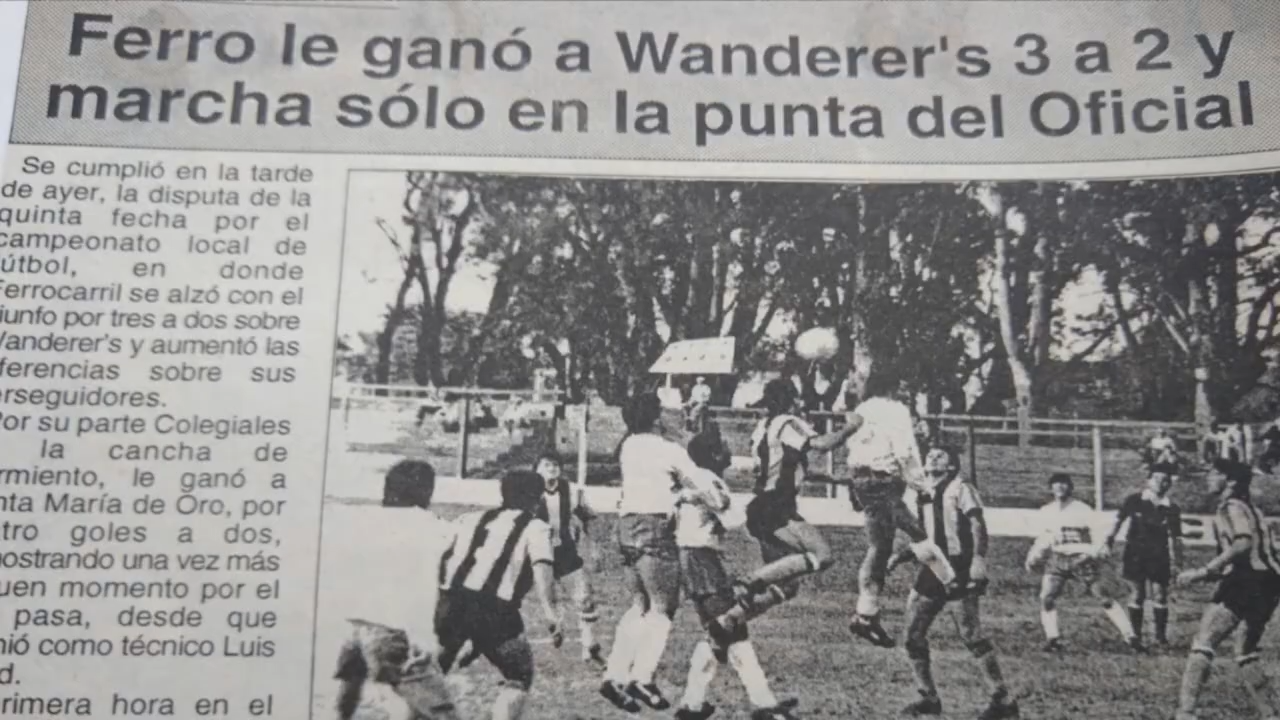 Ferro le ganó a Wanderer's 3 a 2 y
marcha sólo en la punta del Oficial
Se cumplió en la tarde
de ayer, la disputa de la
quinta fecha por el
campeonato local de
útbol, en donde
Ferrocarril se alzó con el
iunfo por tres a dos sobre
Wanderer's y aumentó las
ferencias sobre sus
erseguidores.
Por su parte Colegiales
la cancha de
rmiento, le ganó a
nta María de Oro, por
tro goles a dos,
mostrando una vez más
uen momento por el
pasa, desde que
nió como técnico Luis
d.
rimera hora en el